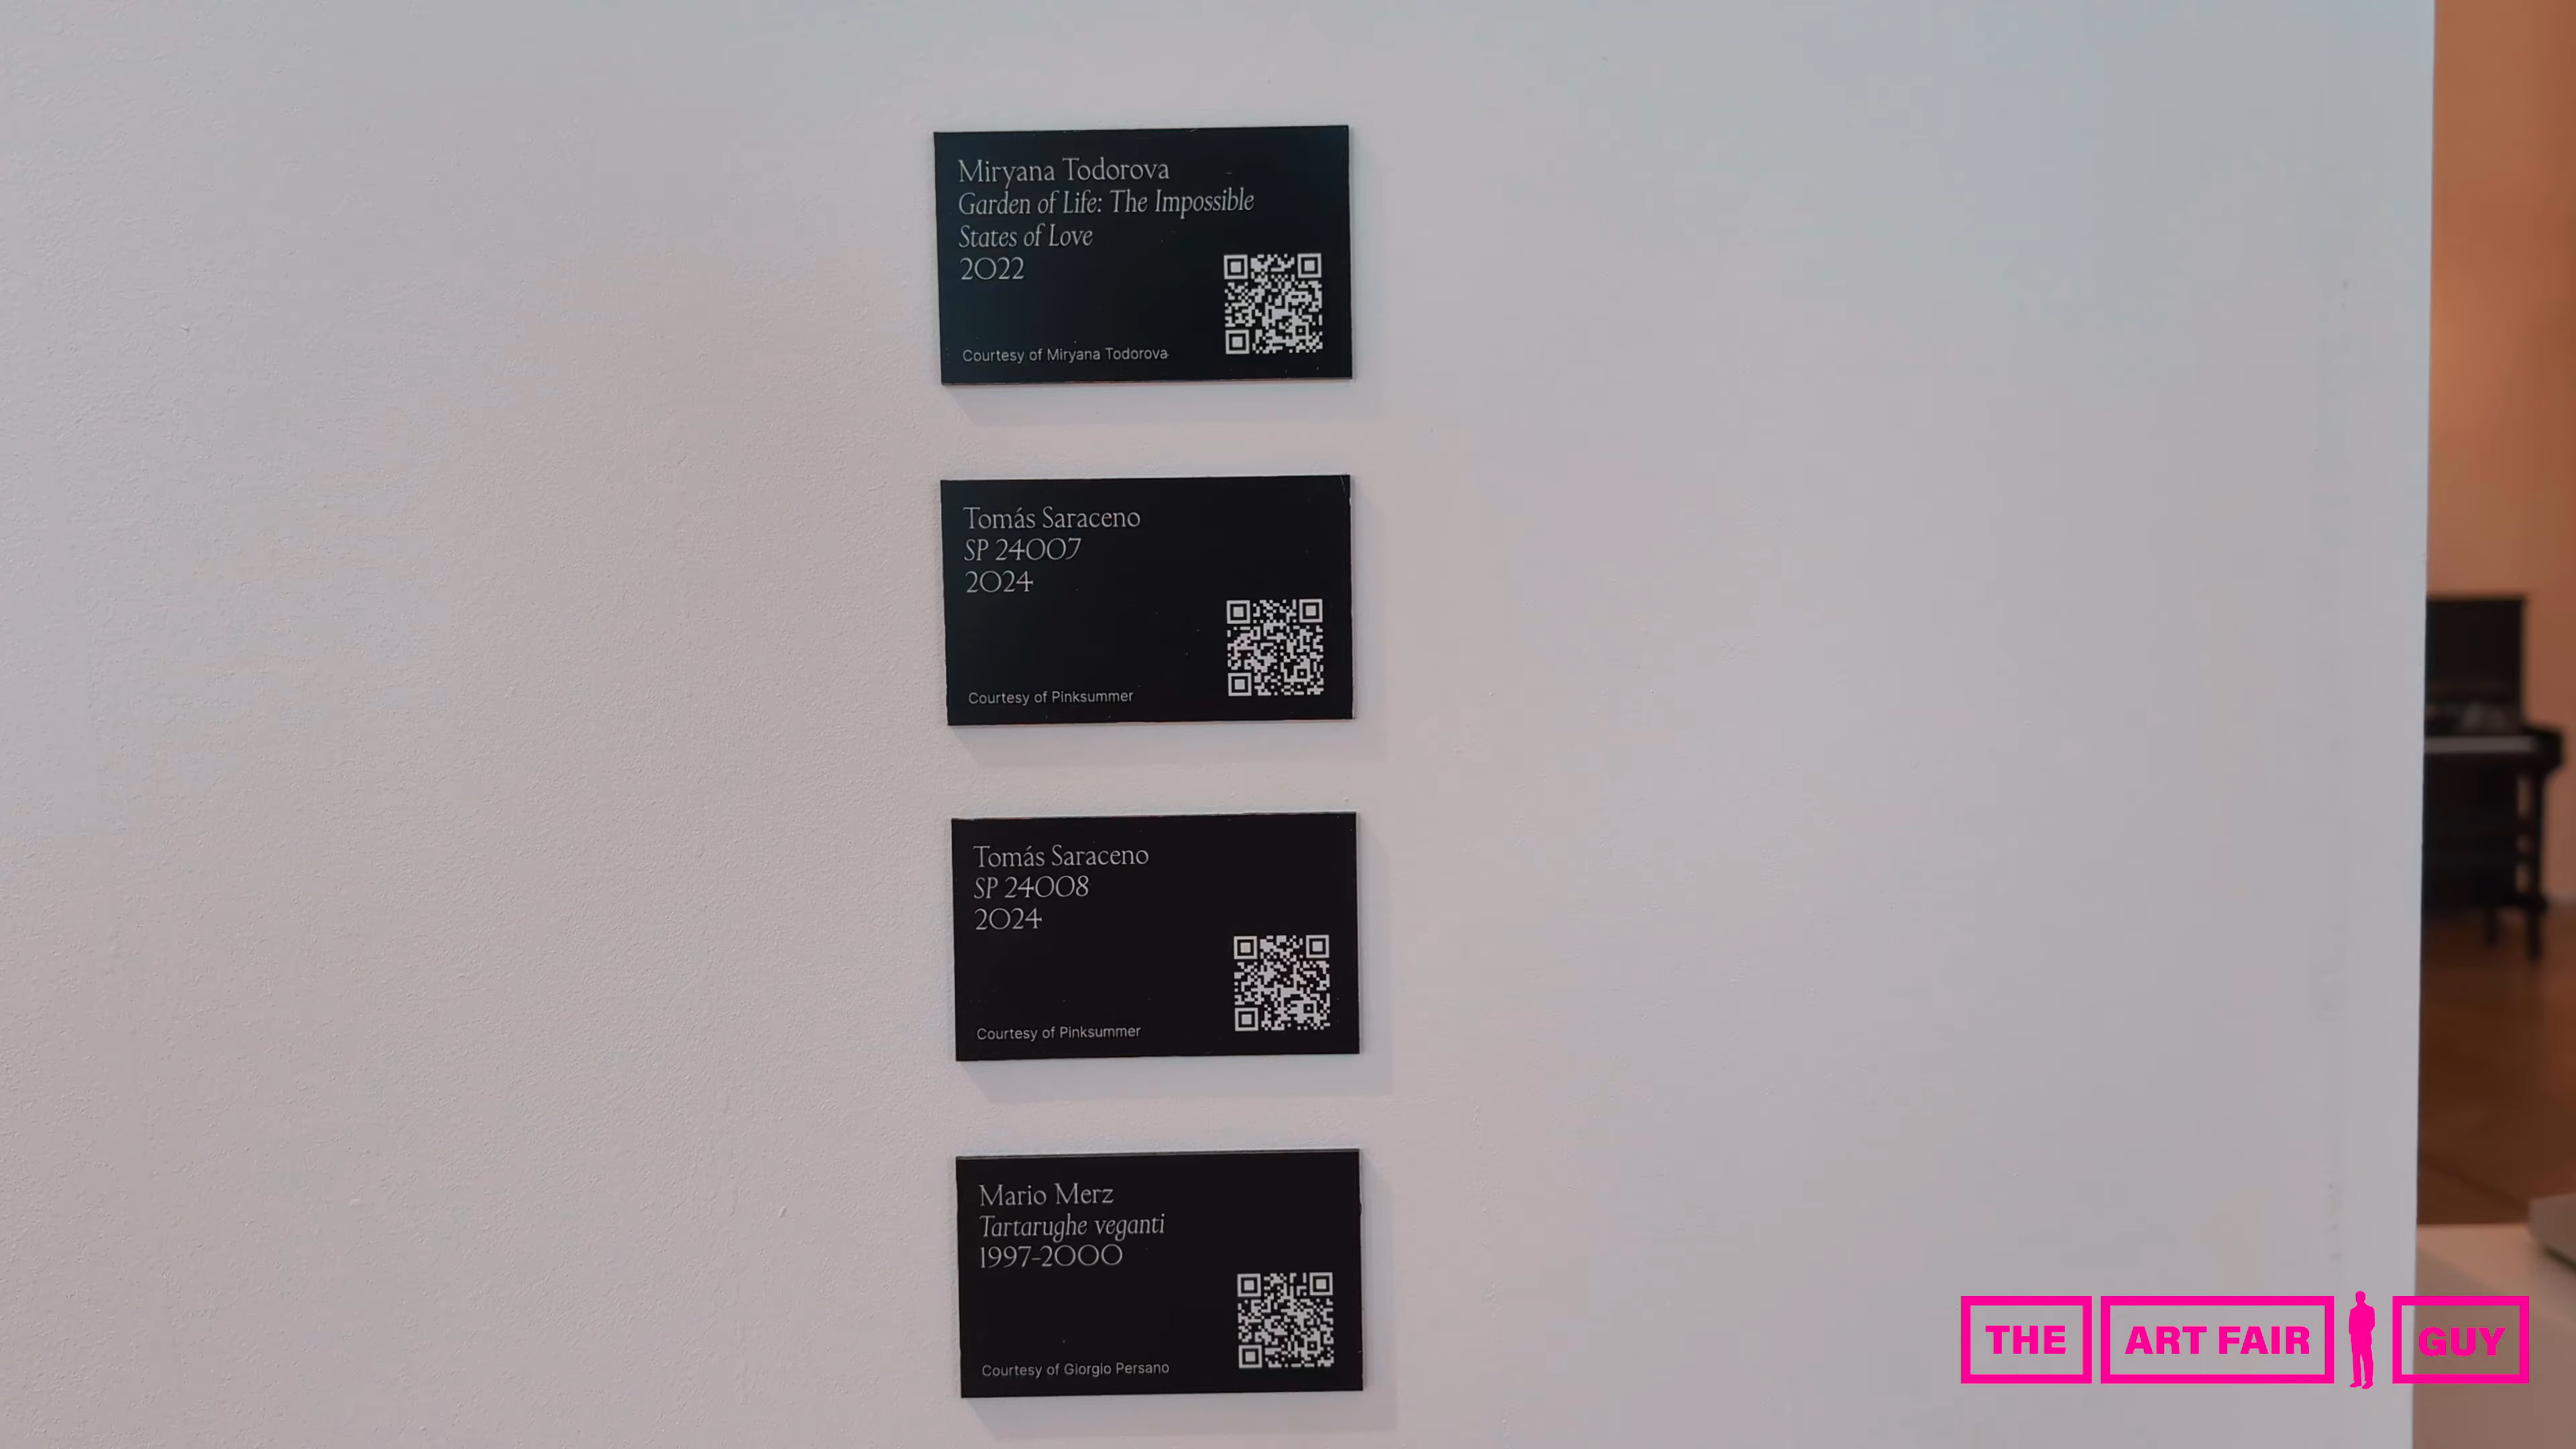 Miryana Todorova
Garden of Life: The Impossible
States of Love
2022
Courtesy of Miryana Todorova
Tomás Saraceno
SP 24007
2024
Courtesy of Pinksummer
Tomás Saraceno
SP 24008
2024
Courtesy of Pinksummer
Mario Merz
Tartarughe veganti
1997-2000
Courtesy of Giorgio Persano
THE ART FAIR GUY